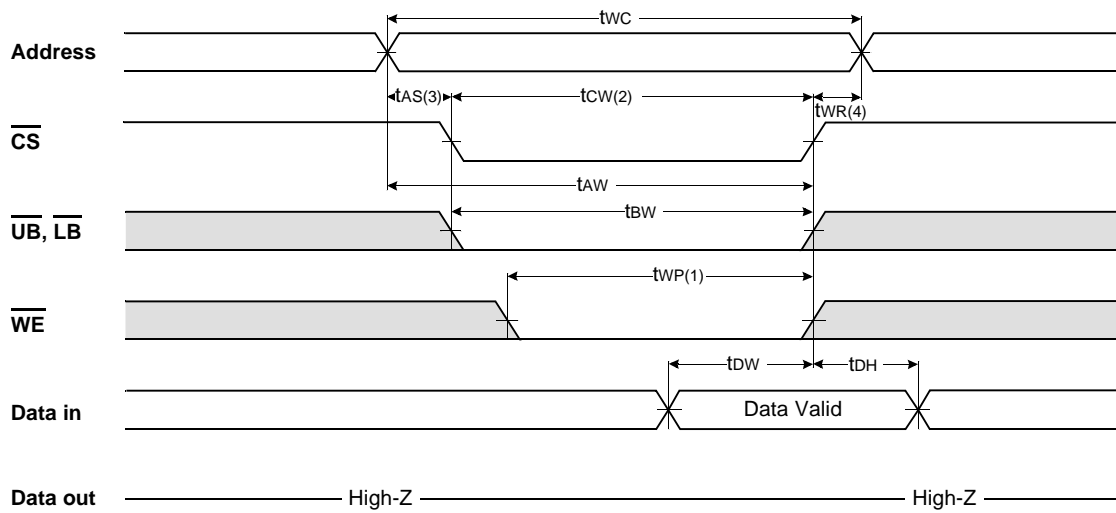 tWC
Address
tAS(3)
tCW(2)
tWR(4)
CS
tAW
tBW
UB, LB
tWP(1)
WE
tDW
tDH
Data in
Data Valid
Data out
High-Z
High-Z